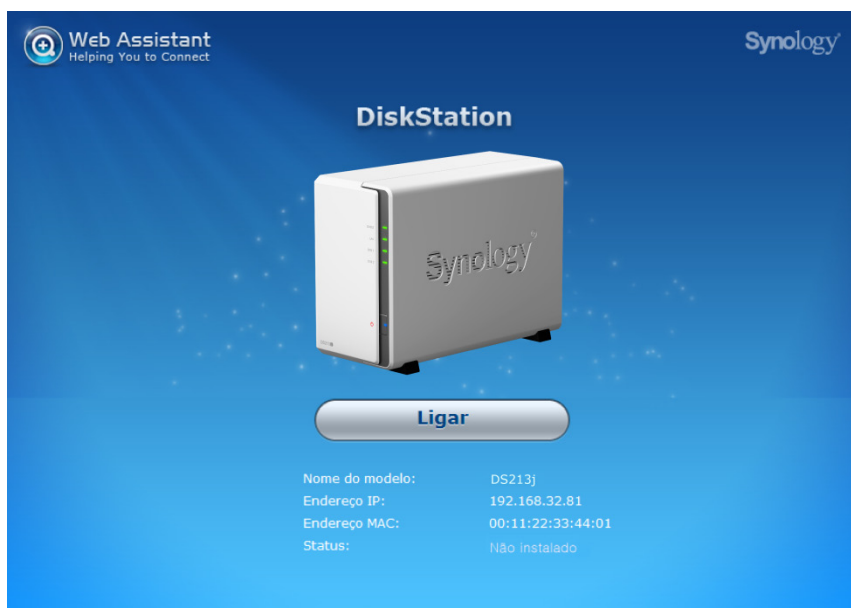 Web Assistant
Helping You to Connect
Synology
DiskStation
Synology
Ligar
Nome do modelo: DS213j
Endereço IP: 192.168.32.81
Endereço MAC: 00:11:22:33:44:01
Status: Não instalado